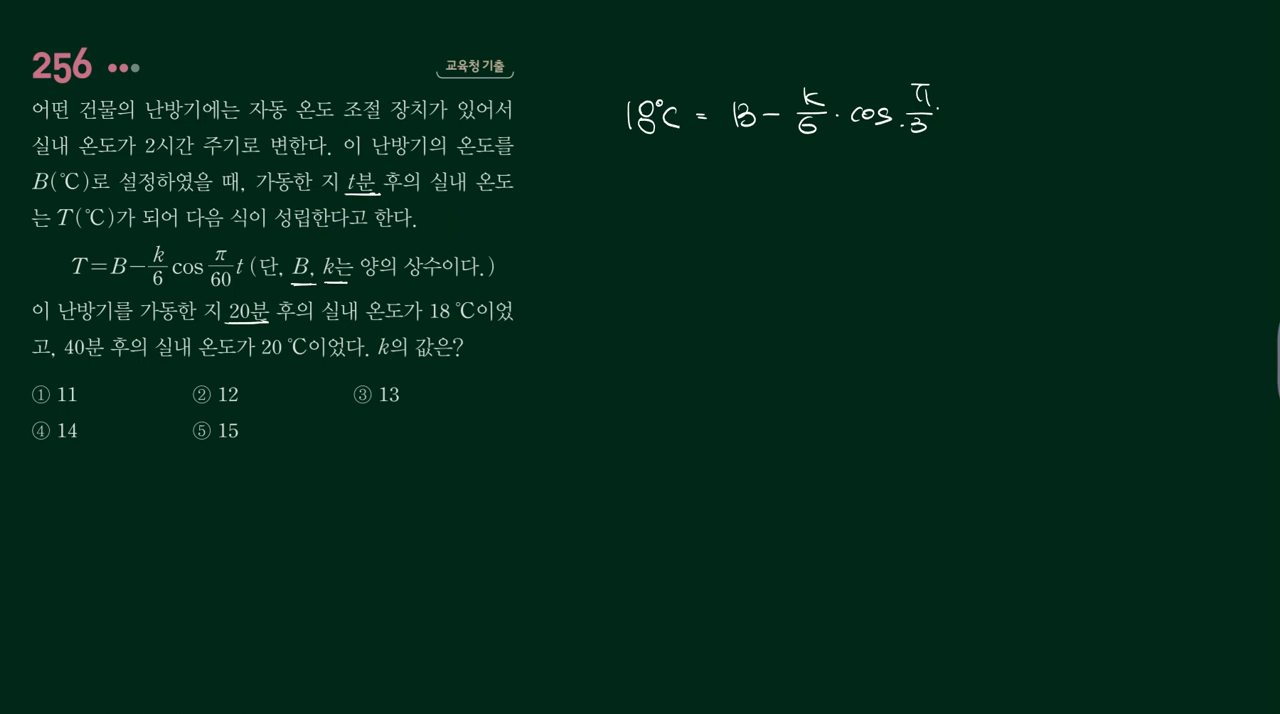 256
교육청 기출
어떤 건물의 난방기에는 자동 온도 조절 장치가 있어서
실내 온도가 2시간 주기로 변한다. 이 난방기의 온도를
B(℃)로 설정하였을 때, 가동한 지 t분 후의 실내 온도
는 T(℃)가 되어 다음 식이 성립한다고 한다.
T=B-\frac{k}{6}cos\frac{π}{60}t (단, B, k는 양의 상수이다.)
이 난방기를 가동한 지 20분 후의 실내 온도가 18 ℃이었
고, 40분 후의 실내 온도가 20 ℃이었다. k의 값은?
① 11 ② 12 ③ 13
④ 14 ⑤ 15
18℃ = B - \frac{k}{6} · cos \frac{π}{3}